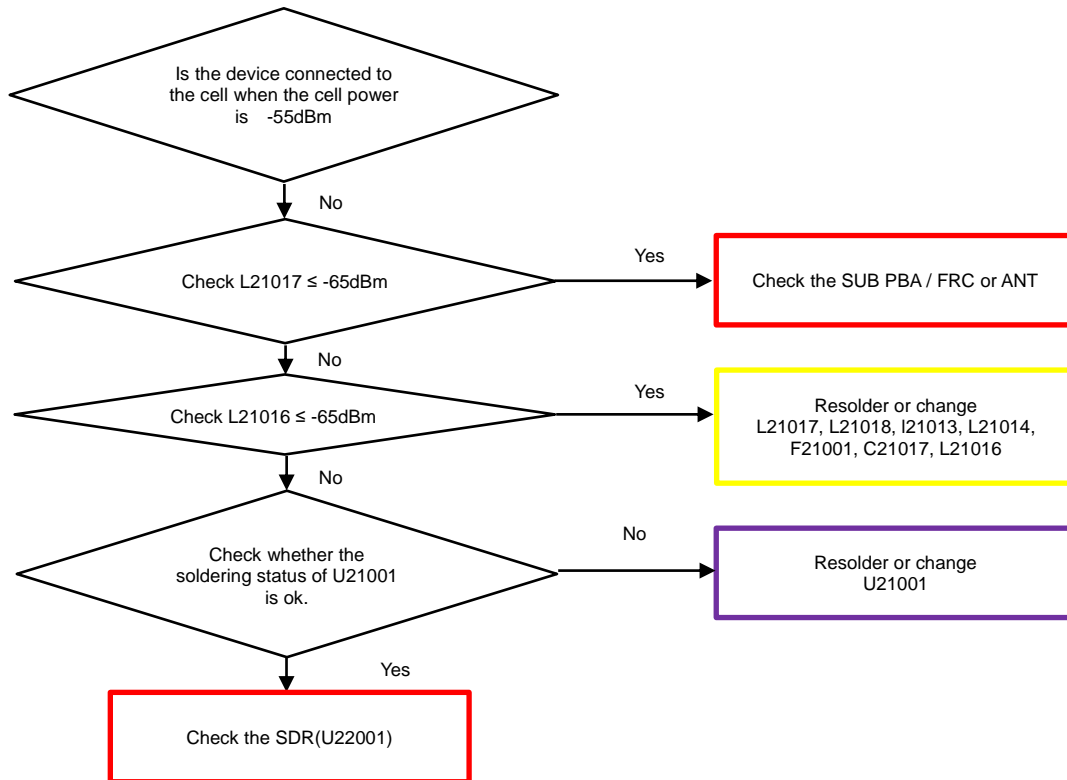 Is the device connected to
the cell when the cell power
is -55dBm
No
Check L21017 ≤ -65dBm
Yes
Check the SUB PBA / FRC or ANT
No
Check L21016 ≤ -65dBm
Yes
Resolder or change
L21017, L21018, I21013, L21014,
F21001, C21017, L21016
No
Check whether the
soldering status of U21001
is ok.
No
Resolder or change
U21001
Yes
Check the SDR(U22001)